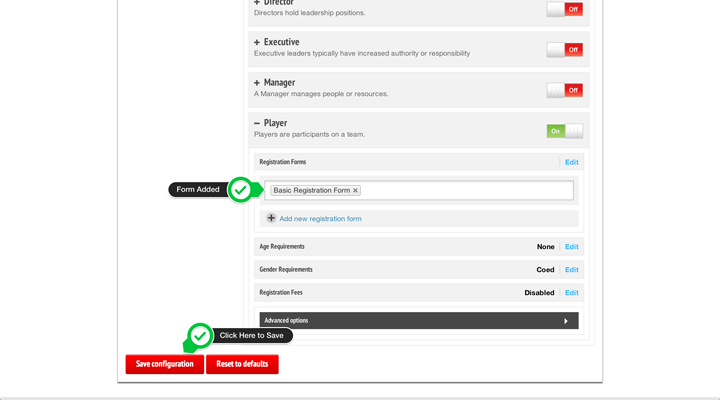 Director
Directors hold leadership positions.
Off
Executive
Executive leaders typically have increased authority or responsibility
Off
Manager
A Manager manages people or resources.
Off
Player
Players are participants on a team.
On
Registration Forms
Edit
Form Added
Basic Registration Form
Add new registration form
Age Requirements None Edit
Gender Requirements Coed Edit
Registration Fees Disabled Edit
Advanced options
Click Here to Save
Save configuration Reset to defaults